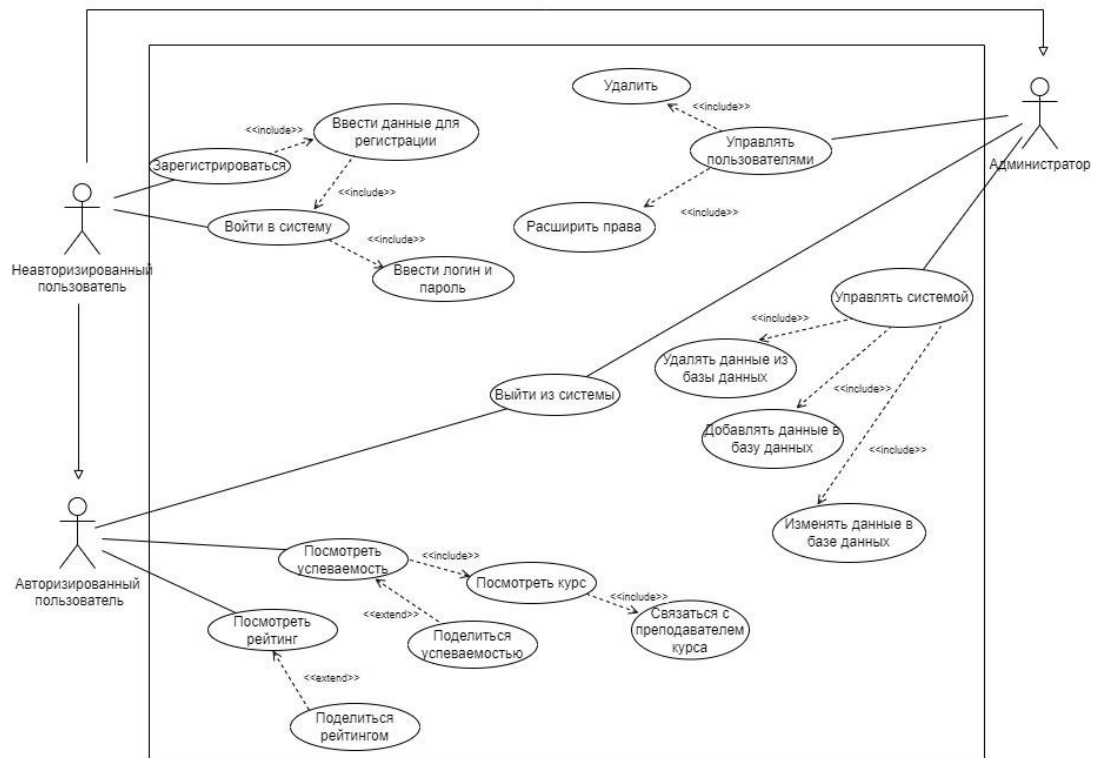 Удалить
<<include>>
Ввести данные для
регистрации
<<include>>
Зарегистрироваться
Управлять
пользователями
Администратор
<<include>>
<<include>>
Войти в систему
Расширить права
<<include>>
Неавторизированный
пользователь
Ввести логин и
пароль
Управлять системой
<<include>>
Удалять данные из
базы данных
<<include>>
Выйти из системы
Добавлять данные в
базу данных
<<include>>
Изменять данные в
базе данных
Посмотреть
успеваемость
<<include>>
Посмотреть курс
Авторизированный
пользователь
<<include>>
<<extend>>
Связаться с
преподавателем
курса
Посмотреть
рейтинг
Поделиться
успеваемостью
<<extend>>
Поделиться
рейтингом